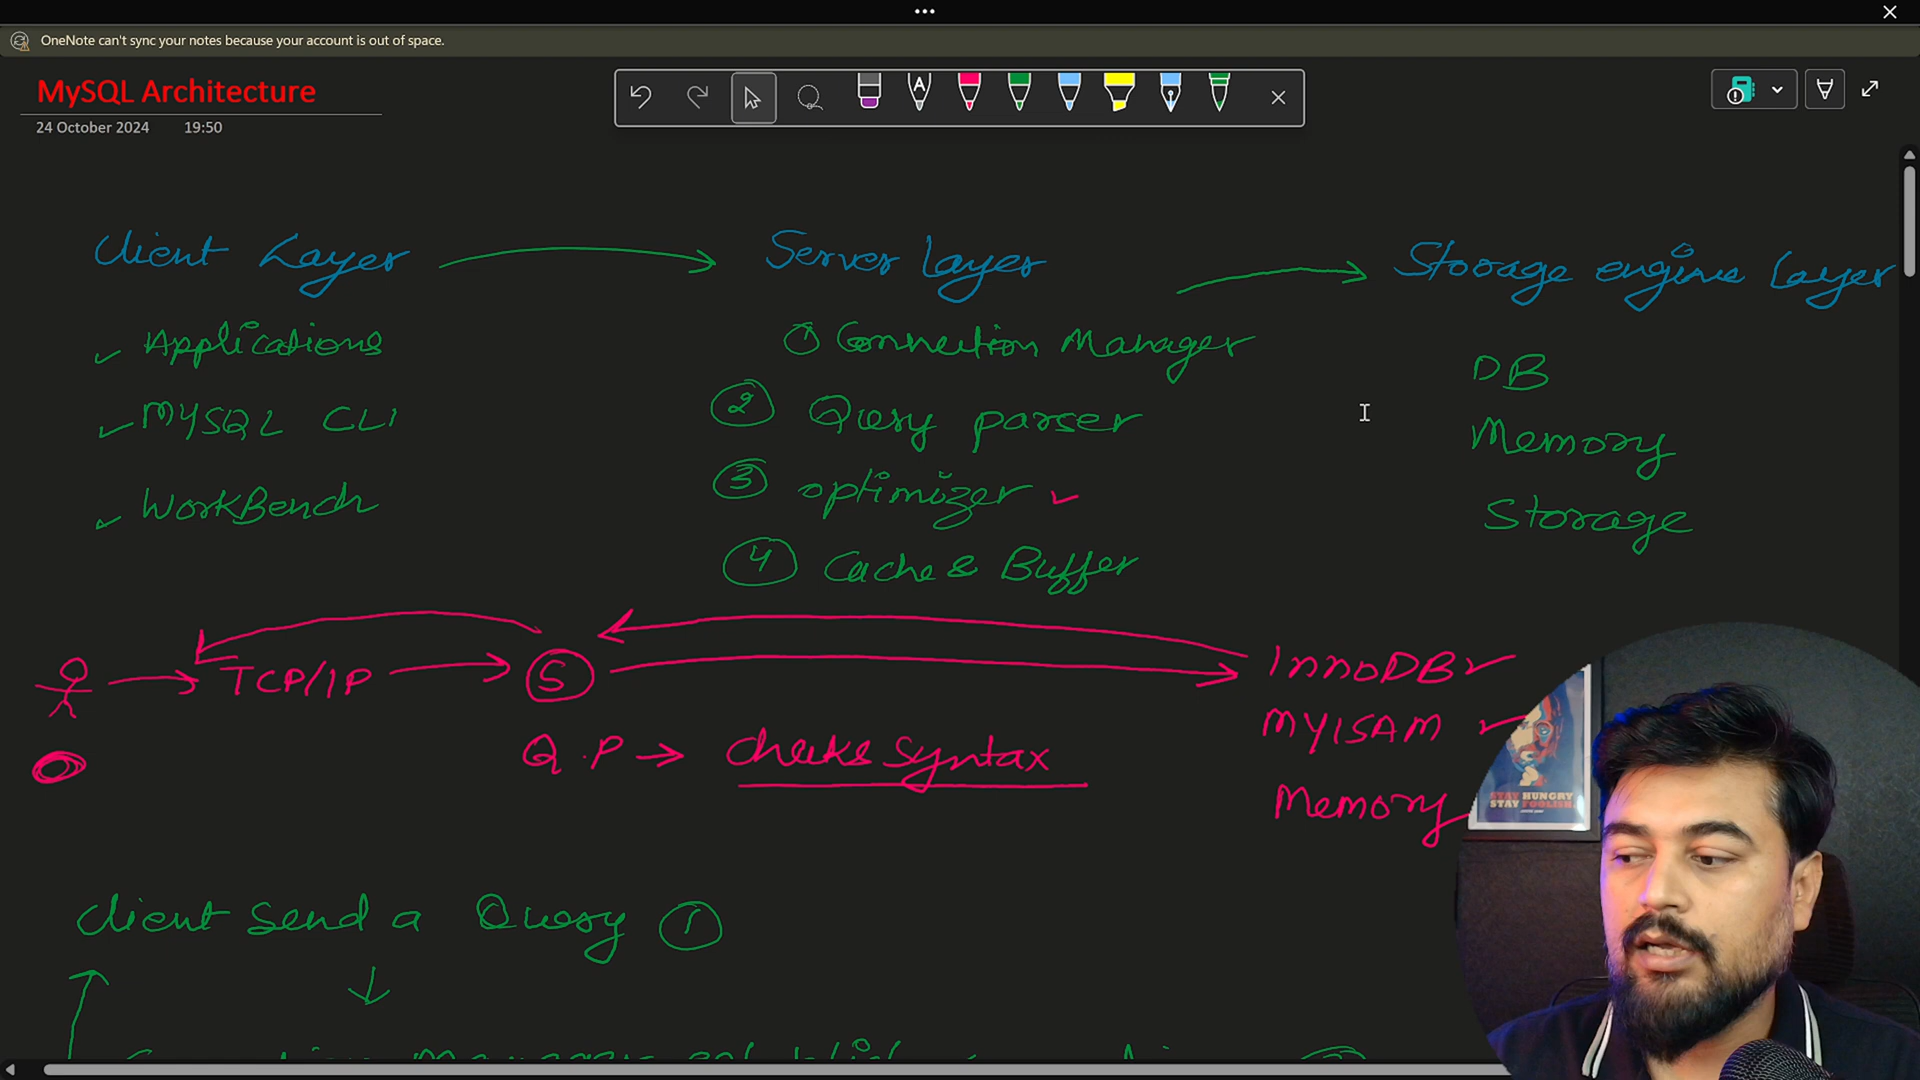 OneNote can't sync your notes because your account is out of space.
MySQL Architecture
24 October 2024 19:50
Client Layer
Server layer
Storage engine Layer
Applications
① Connection Manager
DB
MYSQL CLI
② Query parser
Memory
WorkBench
③ optimizer
Storage
④ Cache & Buffer
TCP/IP
S
InnoDB
Q.P → checks syntax
MYISAM
Memory
STAY HUNGRY
STAY FOOLISH.
Client Send a Query ①